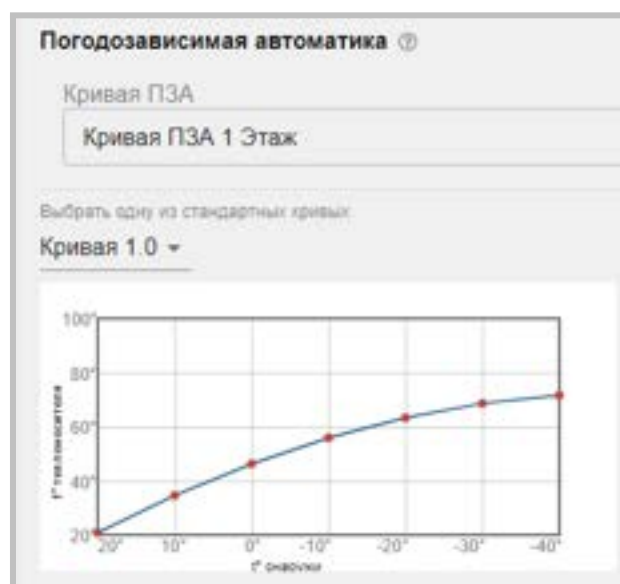 Погодозависимая автоматика ?
Кривая ПЗА
Кривая ПЗА 1 Этаж
Выбрать одну из стандартных кривых
Кривая 1.0
100°
80°
60°
40°
20°
t° теплоносителя
20° 10° 0° -10° -20° -30° -40°
t° снаружи